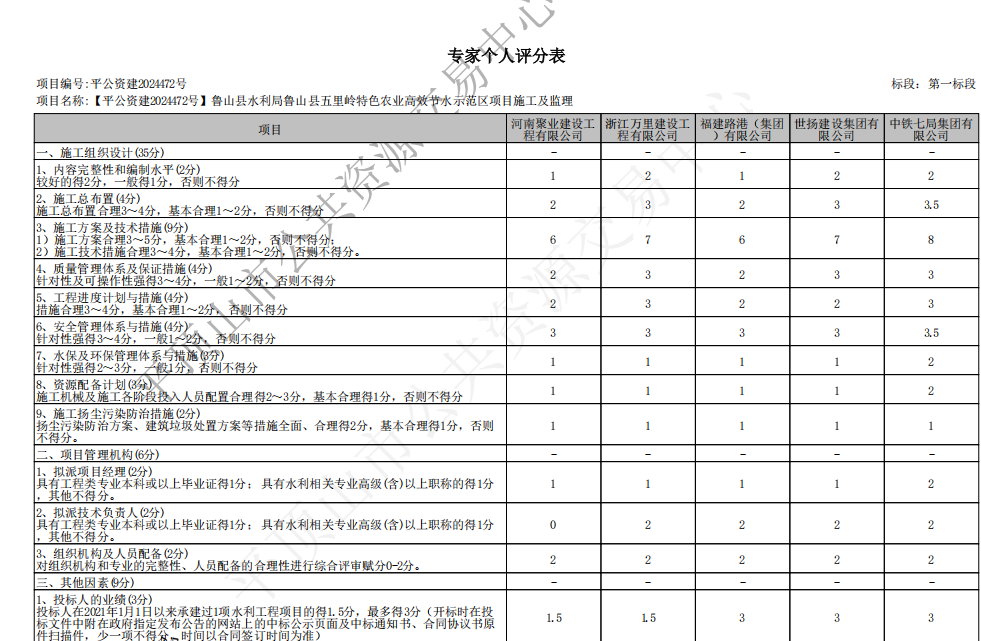 专家个人评分表
项目编号:平公资建2024472号 标段: 第一标段
项目名称:【平公资建2024472号】鲁山县水利局鲁山县五里岭特色农业高效节水示范区项目施工及监理
项目 河南聚业建设工程有限公司 浙江万里建设工程有限公司 福建路港（集团）有限公司 世扬建设集团有限公司 中铁七局集团有限公司
一、施工组织设计(35分) - - - - -
1、内容完整性和编制水平(2分)
较好的得2分，一般得1分，否则不得分 1 2 1 2 2
2、施工总布置(4分)
施工总布置合理3～4分，基本合理1～2分，否则不得分 2 3 2 3 3.5
3、施工方案及技术措施(9分)
1）施工方案合理3～5分，基本合理1～2分，否则不得分；
2）施工技术措施合理3～4分，基本合理1～2分，否则不得分。 6 7 6 7 8
4、质量管理体系及保证措施(4分)
针对性及可操作性强得3～4分，一般1～2分，否则不得分 2 3 2 3 3
5、工程进度计划与措施(4分)
措施合理3～4分，基本合理1～2分，否则不得分 2 3 2 2 3
6、安全管理体系与措施(4分)
针对性强得3～4分，一般1～2分，否则不得分 3 3 3 3 3.5
7、水保及环保管理体系与措施(3分)
针对性强得2～3分，一般1分，否则不得分 1 1 1 1 2
8、资源配备计划(3分)
施工机械及施工各阶段投入人员配置合理得2～3分，基本合理得1分，否则不得分 1 1 1 1 2
9、施工扬尘污染防治措施(2分)
扬尘污染防治方案、建筑垃圾处置方案等措施全面、合理得2分，基本合理得1分，否则
不得分。 1 1 1 1 1
二、项目管理机构(6分) - - - - -
1、拟派项目经理(2分)
具有工程类专业本科或以上毕业证得1分；具有水利相关专业高级(含)以上职称的得1分
，其他不得分。 1 1 1 1 2
2、拟派技术负责人(2分)
具有工程类专业本科或以上毕业证得1分；具有水利相关专业高级(含)以上职称的得1分
，其他不得分。 0 2 2 2 2
3、组织机构及人员配备(2分)
对组织机构和专业的完整性、人员配备的合理性进行综合评审赋分0-2分。 2 2 2 2 2
三、其他因素(9分) - - - - -
1、投标人的业绩(3分)
投标人在2021年1月1日以来承建过1项水利工程项目的得1.5分，最多得3分（开标时在投
标文件中附在政府指定发布公告的网站上的中标公示页面及中标通知书、合同协议书原
件扫描件，少一项不得分，时间以合同签订时间为准） 1.5 1.5 3 3 3
平顶山市公共资源交易中心
平顶山市公共资源交易中心